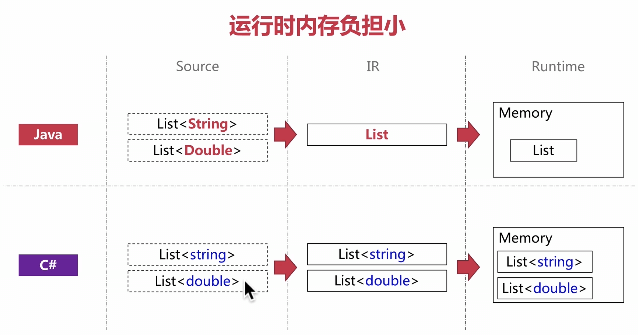 运行时内存负担小
Source
IR
Runtime
Java
List<String>
List<Double>
List
Memory
List
C#
List<string>
List<double>
List<string>
List<double>
Memory
List<string>
List<double>